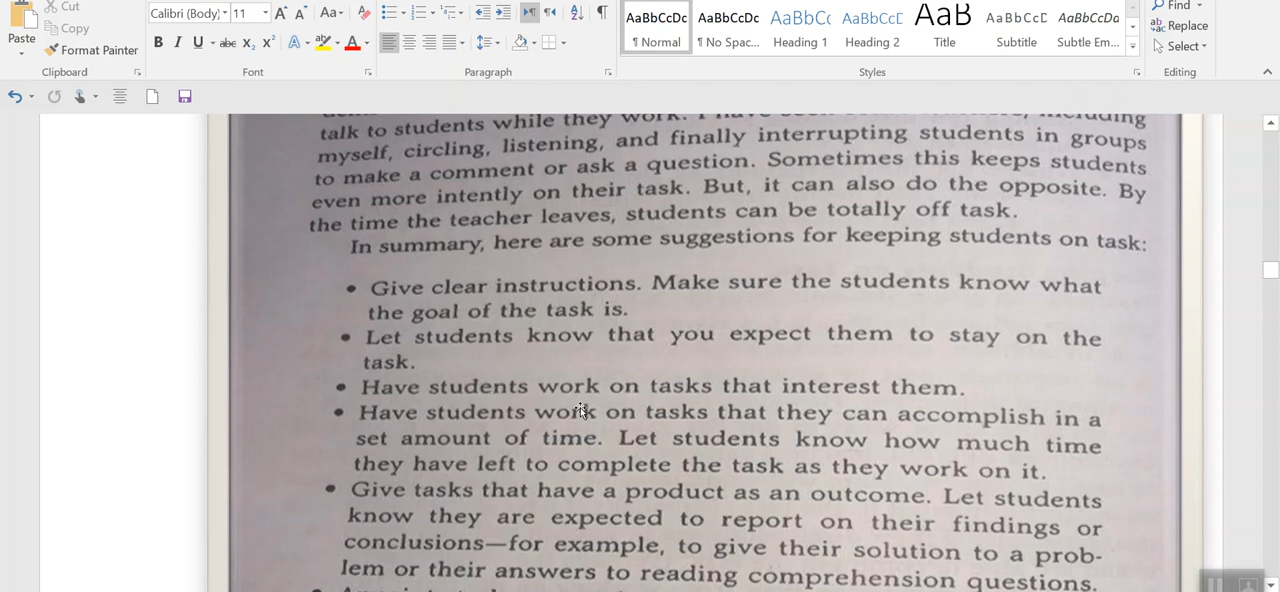 Cut
Copy
Paste
Format Painter
Clipboard
Calibri (Body) 11
Font
Paragraph
AaBbCcDc AaBbCcDc AaBbCc AaBbCcC AaB AaBbCcD AaBbCcDa
¶ Normal ¶ No Spac... Heading 1 Heading 2 Title Subtitle Subtle Em...
Styles
Find
Replace
Select
Editing
talk to students while they work. I have
myself, circling, listening, and finally interrupting students in groups
to make a comment or ask a question. Sometimes this keeps students
even more intently on their task. But, it can also do the opposite. By
the time the teacher leaves, students can be totally off task.
In summary, here are some suggestions for keeping students on task:
• Give clear instructions. Make sure the students know what
the goal of the task is.
• Let students know that you expect them to stay on the
task.
• Have students work on tasks that interest them.
• Have students work on tasks that they can accomplish in a
set amount of time. Let students know how much time
they have left to complete the task as they work on it.
• Give tasks that have a product as an outcome. Let students
know they are expected to report on their findings or
conclusions—for example, to give their solution to a prob-
lem or their answers to reading comprehension questions.